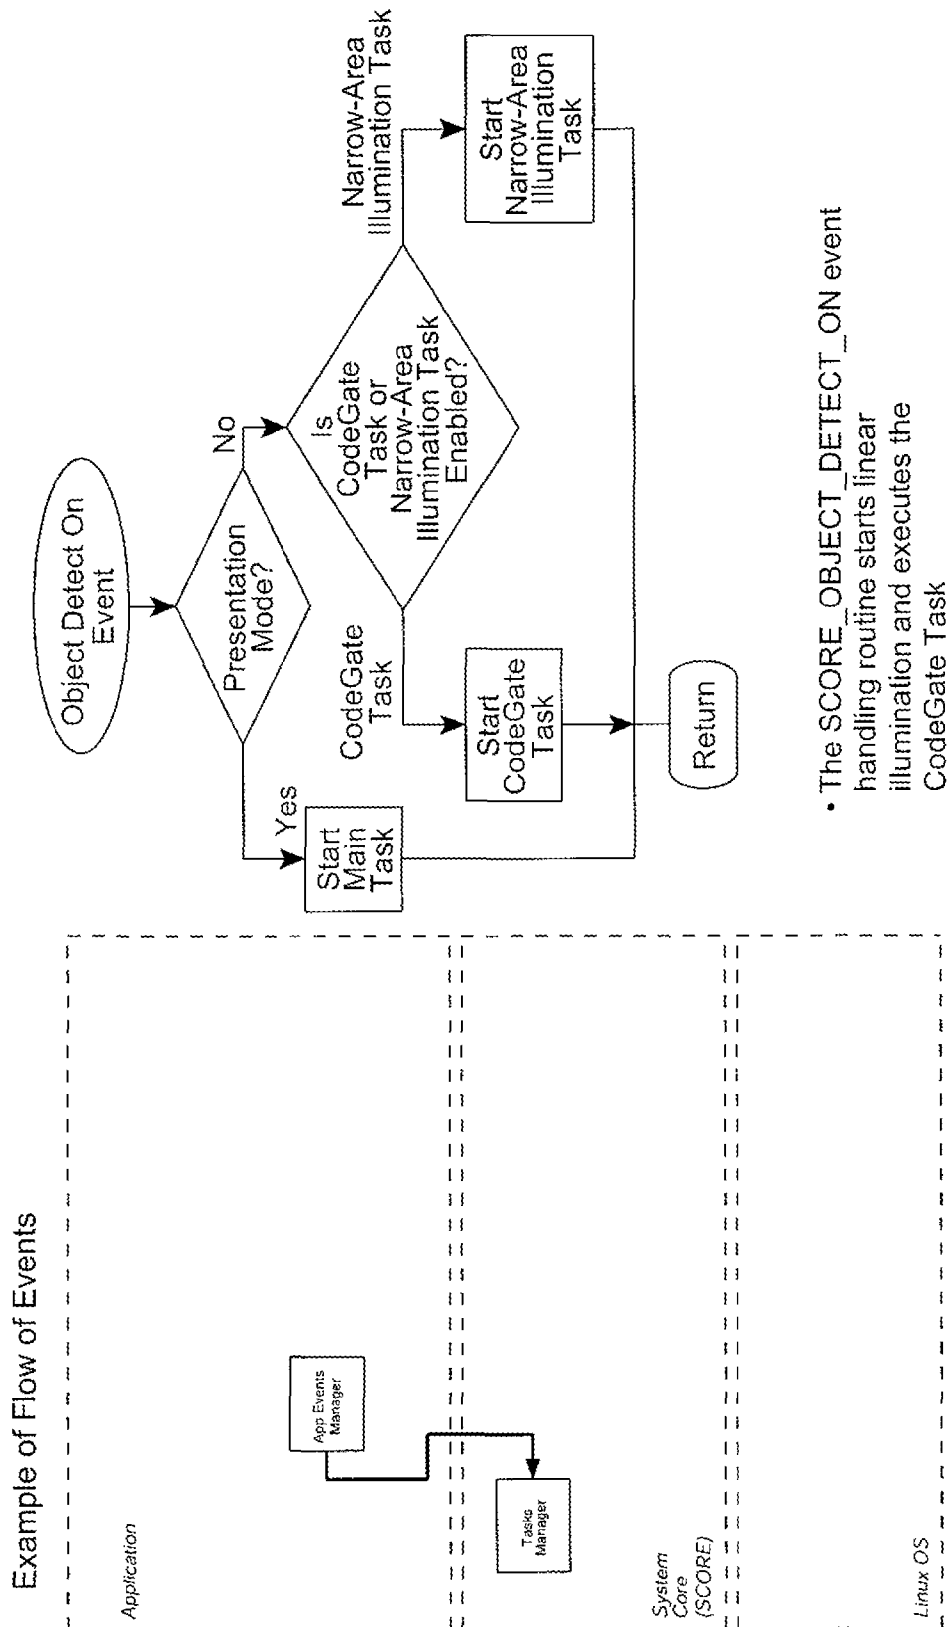 Example of Flow of Events
Application
App Events
Manager
Tasks
Manager
System
Core
(SCORE)
Linux OS
Object Detect On
Event
Presentation
Mode?
Yes
No
Start
Main
Task
Is
CodeGate
Task or
Narrow-Area
Illumination Task
Enabled?
CodeGate
Task
Narrow-Area
Illumination Task
Start
CodeGate
Task
Start
Narrow-Area
Illumination
Task
Return
• The SCORE_OBJECT_DETECT_ON event
handling routine starts linear
illumination and executes the
CodeGate Task